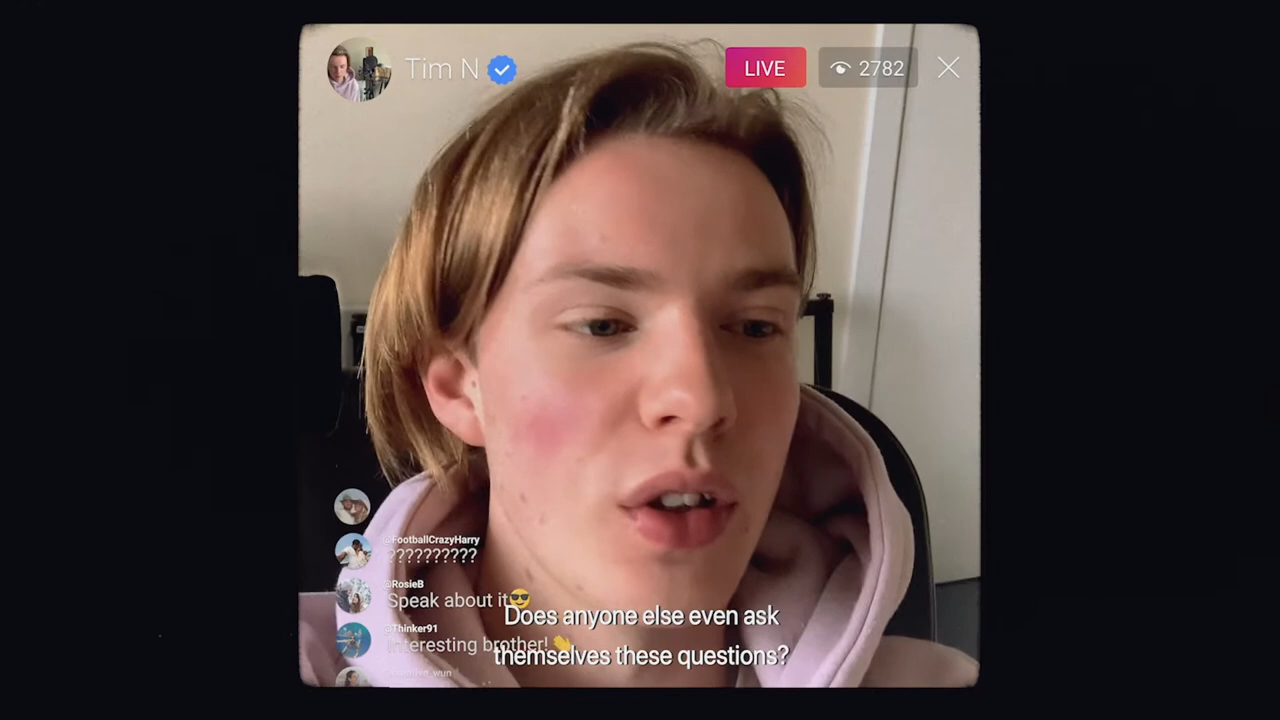 Tim N
LIVE
2782
@FootballCrazyHarry
??????????
@RosieB
Speak about it😎
@Thinker91
Interesting brother! 👏
Does anyone else even ask
themselves these questions?